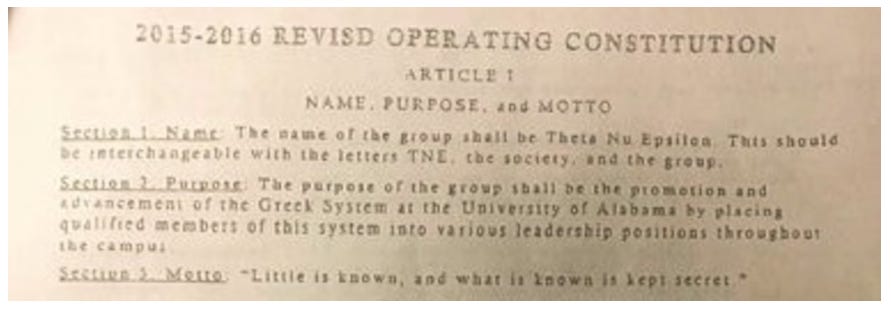 2015-2016 REVISD OPERATING CONSTITUTION
ARTICLE I
NAME, PURPOSE, and MOTTO
Section 1. Name: The name of the group shall be Theta Nu Epsilon. This should
be interchangeable with the letters TNE, the society, and the group.
Section 2. Purpose: The purpose of the group shall be the promotion and
advancement of the Greek System at the University of Alabama by placing
qualified members of this system into various leadership positions throughout
the campus.
Section 3. Motto: "Little is known, and what is known is kept secret."